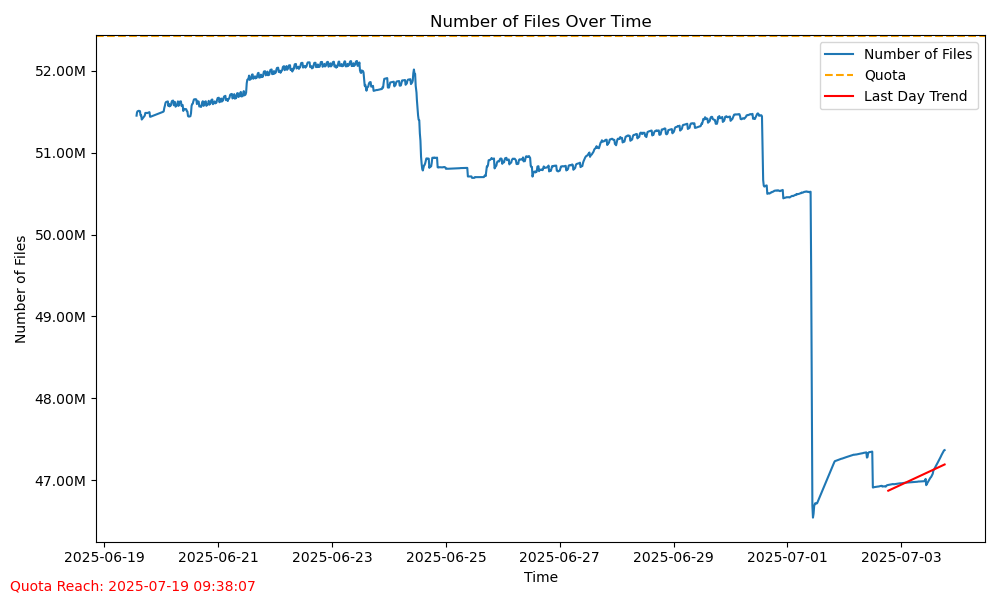 Number of Files Over Time
Number of Files
Quota
Last Day Trend
52.00M
51.00M
50.00M
49.00M
48.00M
47.00M
Number of Files
2025-06-19
2025-06-21
2025-06-23
2025-06-25
2025-06-27
2025-06-29
2025-07-01
2025-07-03
Time
Quota Reach: 2025-07-19 09:38:07